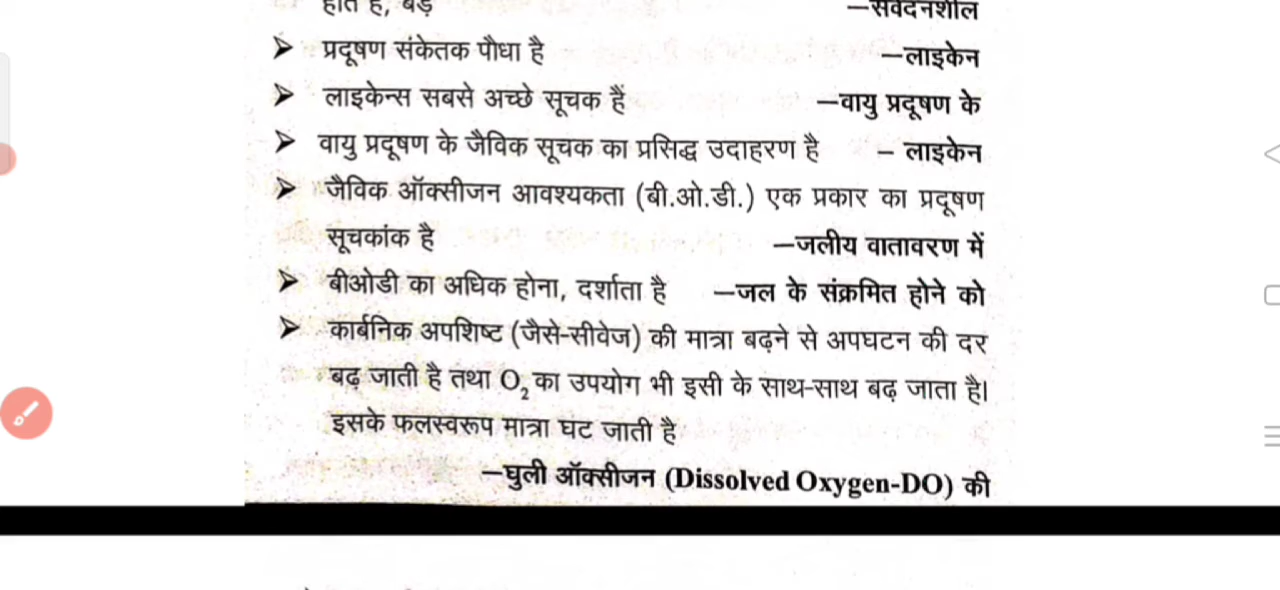 होते हैं, बड़े —संवेदनशील
➤ प्रदूषण संकेतक पौधा है —लाइकेन
➤ लाइकेन्स सबसे अच्छे सूचक हैं —वायु प्रदूषण के
➤ वायु प्रदूषण के जैविक सूचक का प्रसिद्ध उदाहरण है – लाइकेन
➤ जैविक ऑक्सीजन आवश्यकता (बी.ओ.डी.) एक प्रकार का प्रदूषण
सूचकांक है —जलीय वातावरण में
➤ बीओडी का अधिक होना, दर्शाता है —जल के संक्रमित होने को
➤ कार्बनिक अपशिष्ट (जैसे-सीवेज) की मात्रा बढ़ने से अपघटन की दर
बढ़ जाती है तथा O₂ का उपयोग भी इसी के साथ-साथ बढ़ जाता है।
इसके फलस्वरूप मात्रा घट जाती है
—घुली ऑक्सीजन (Dissolved Oxygen-DO) की